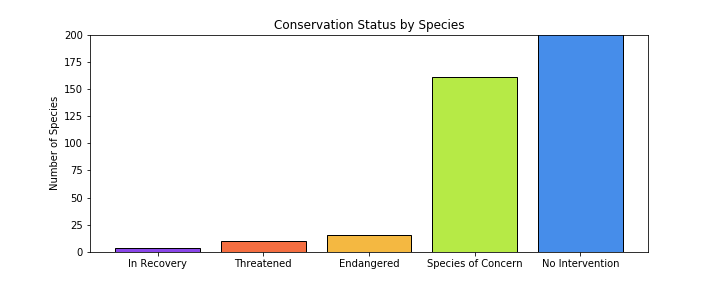 Conservation Status by Species
Number of Species
200
175
150
125
100
75
50
25
0
In Recovery
Threatened
Endangered
Species of Concern
No Intervention